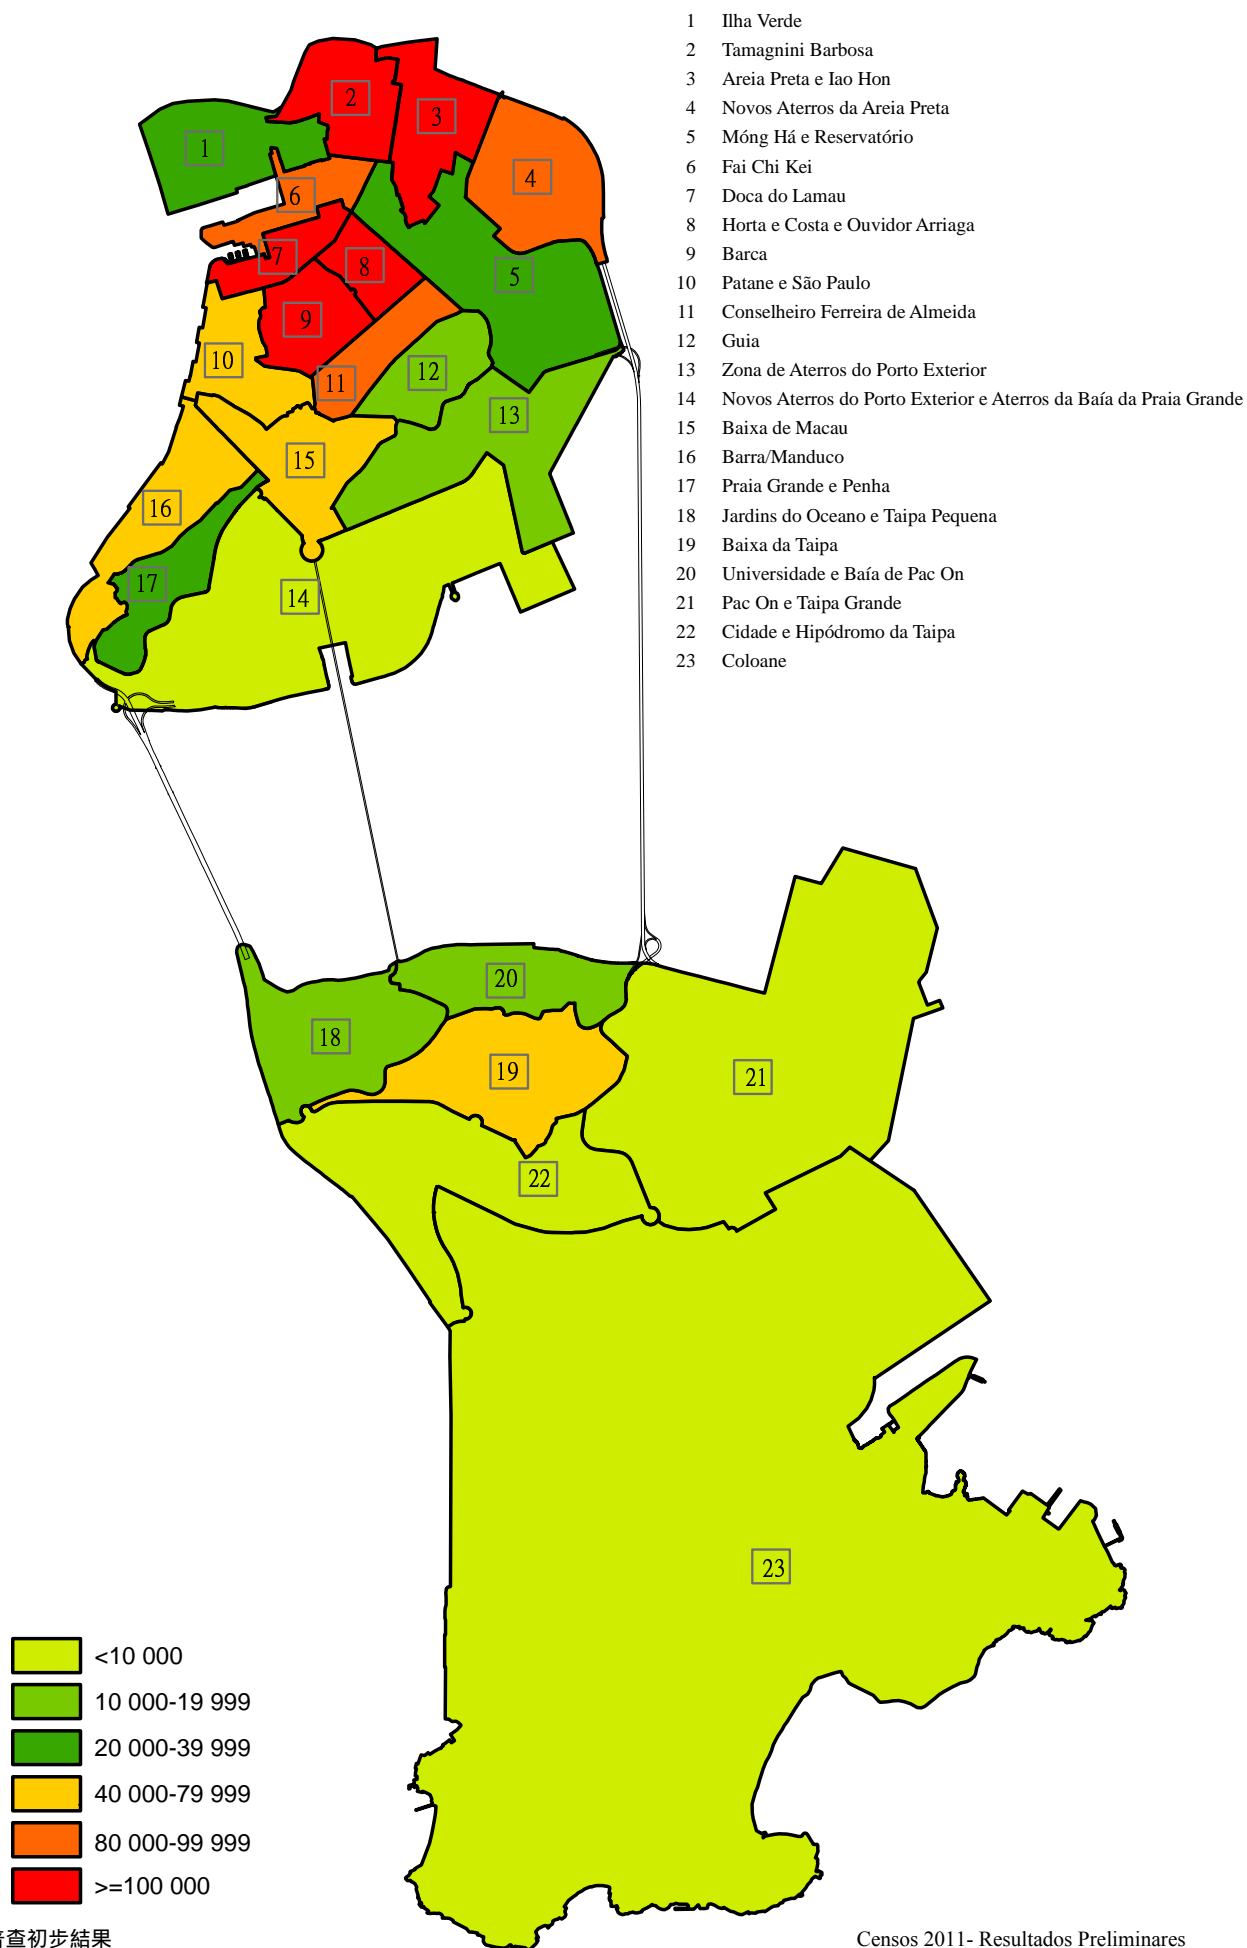 1 Ilha Verde
2 Tamagnini Barbosa
3 Areia Preta e Iao Hon
4 Novos Aterros da Areia Preta
5 Móng Há e Reservatório
6 Fai Chi Kei
7 Doca do Lamau
8 Horta e Costa e Ouvidor Arriaga
9 Barca
10 Patane e São Paulo
11 Conselheiro Ferreira de Almeida
12 Guia
13 Zona de Aterros do Porto Exterior
14 Novos Aterros do Porto Exterior e Aterros da Baía da Praia Grande
15 Baixa de Macau
16 Barra/Manduco
17 Praia Grande e Penha
18 Jardins do Oceano e Taipa Pequena
19 Baixa da Taipa
20 Universidade e Baía de Pac On
21 Pac On e Taipa Grande
22 Cidade e Hipódromo da Taipa
23 Coloane
2
3
1
4
6
7
8
5
9
10
11
12
13
15
16
17
14
20
18
19
21
22
23
<10 000
10 000-19 999
20 000-39 999
40 000-79 999
80 000-99 999
>=100 000
查初步結果
Censos 2011- Resultados Preliminares